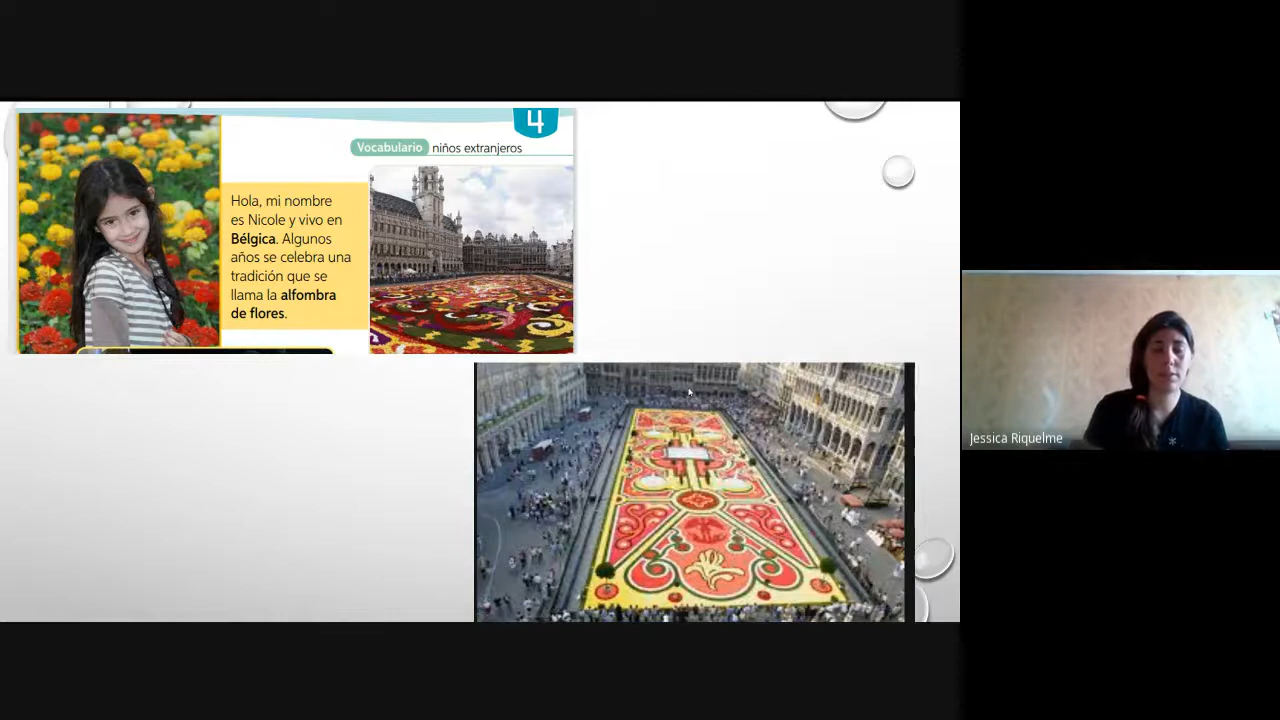 4
Vocabulario niños extranjeros
Hola, mi nombre
es Nicole y vivo en
Bélgica. Algunos
años se celebra una
tradición que se
llama la alfombra
de flores.
Jessica Riquelme